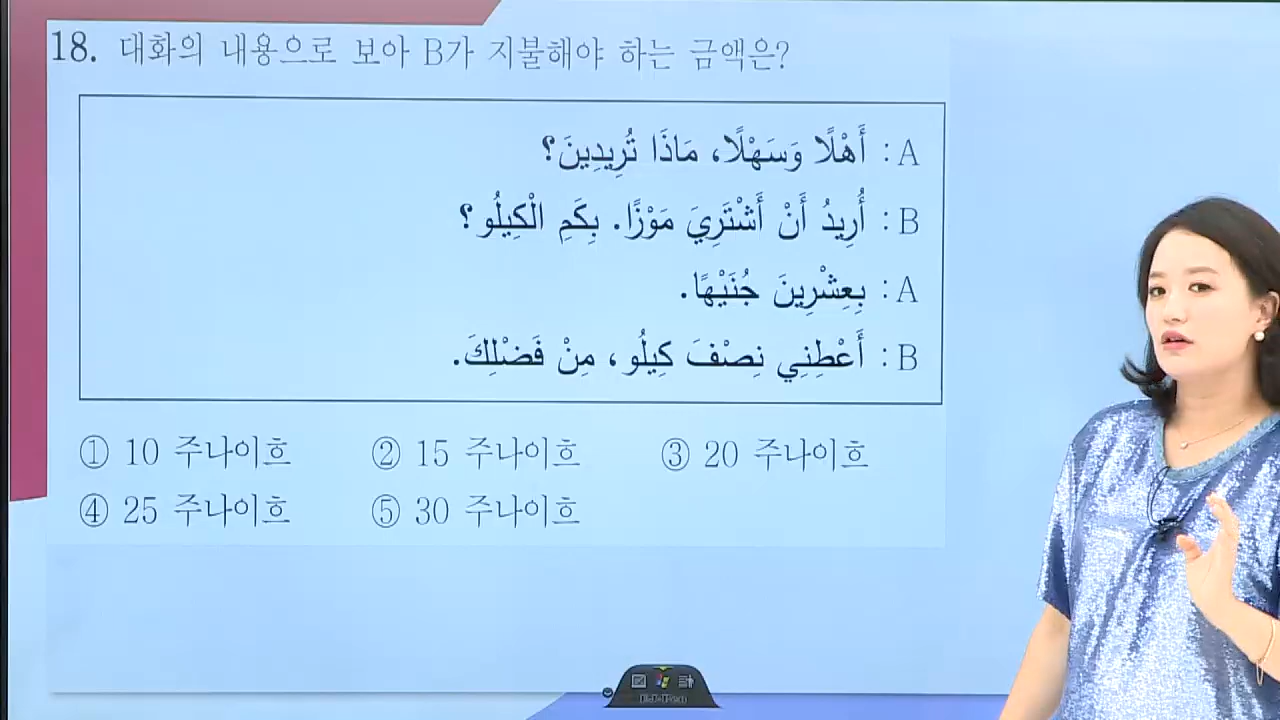 18. 대화의 내용으로 보아 B가 지불해야 하는 금액은?
A : أَهْلًا وَسَهْلًا، مَاذَا تُرِيدِينَ؟
B : أُرِيدُ أَنْ أَشْتَرِيَ مَوْزًا. بِكَمِ الْكِيلُو؟
A : بِعِشْرِينَ جُنَيْهًا.
B : أَعْطِنِي نِصْفَ كِيلُو، مِنْ فَضْلِكَ.
① 10 주나이흐 ② 15 주나이흐 ③ 20 주나이흐
④ 25 주나이흐 ⑤ 30 주나이흐